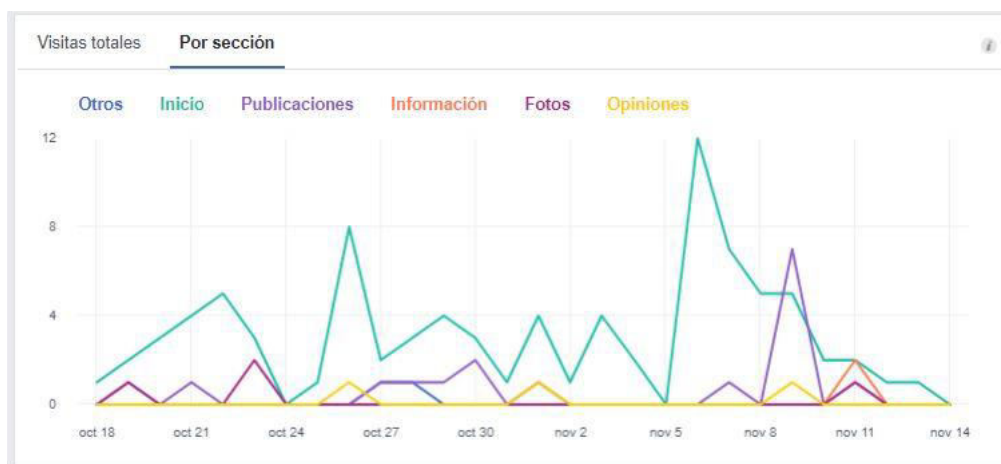 Visitas totales Por sección i
Otros Inicio Publicaciones Información Fotos Opiniones
12
8
4
0
oct 18 oct 21 oct 24 oct 27 oct 30 nov 2 nov 5 nov 8 nov 11 nov 14